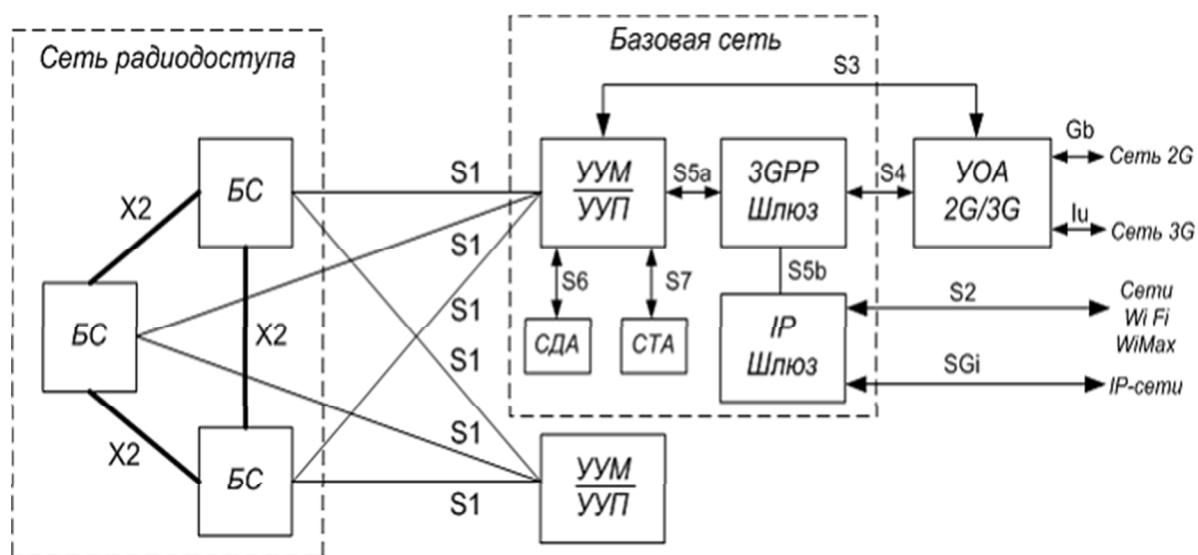 Сеть радиодоступа
Базовая сеть
БС
БС
БС
X2
X2
X2
S1
S1
S1
S1
S1
S1
УУМ
УУП
S5a
3GPP
Шлюз
S3
S4
УОА
2G/3G
Gb
Сеть 2G
Iu
Сеть 3G
S6
S7
СДА
СТА
S5b
IP
Шлюз
S2
Сети
Wi Fi
WiMax
SGi
IP-сети
УУМ
УУП